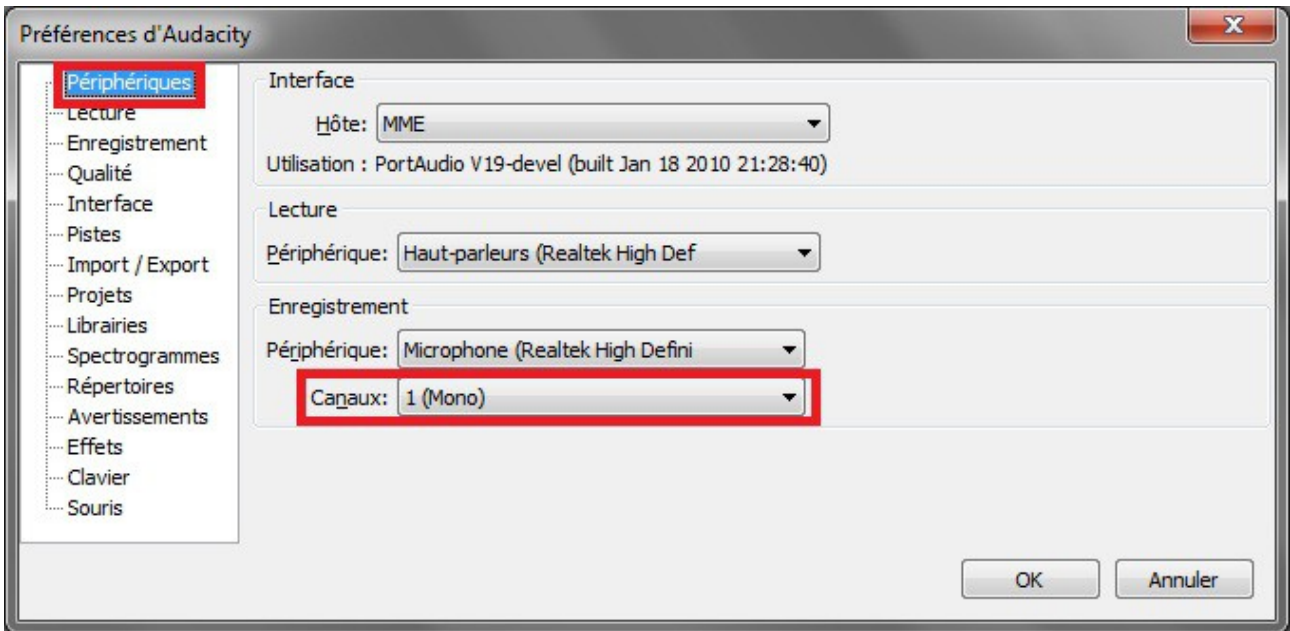 Préférences d'Audacity
X
Périphériques
Lecture
Enregistrement
Qualité
Interface
Pistes
Import / Export
Projets
Librairies
Spectrogrammes
Répertoires
Avertissements
Effets
Clavier
Souris
Interface
Hôte: MME
Utilisation : PortAudio V19-devel (built Jan 18 2010 21:28:40)
Lecture
Périphérique: Haut-parleurs (Realtek High Def
Enregistrement
Périphérique: Microphone (Realtek High Defini
Canaux: 1 (Mono)
OK
Annuler